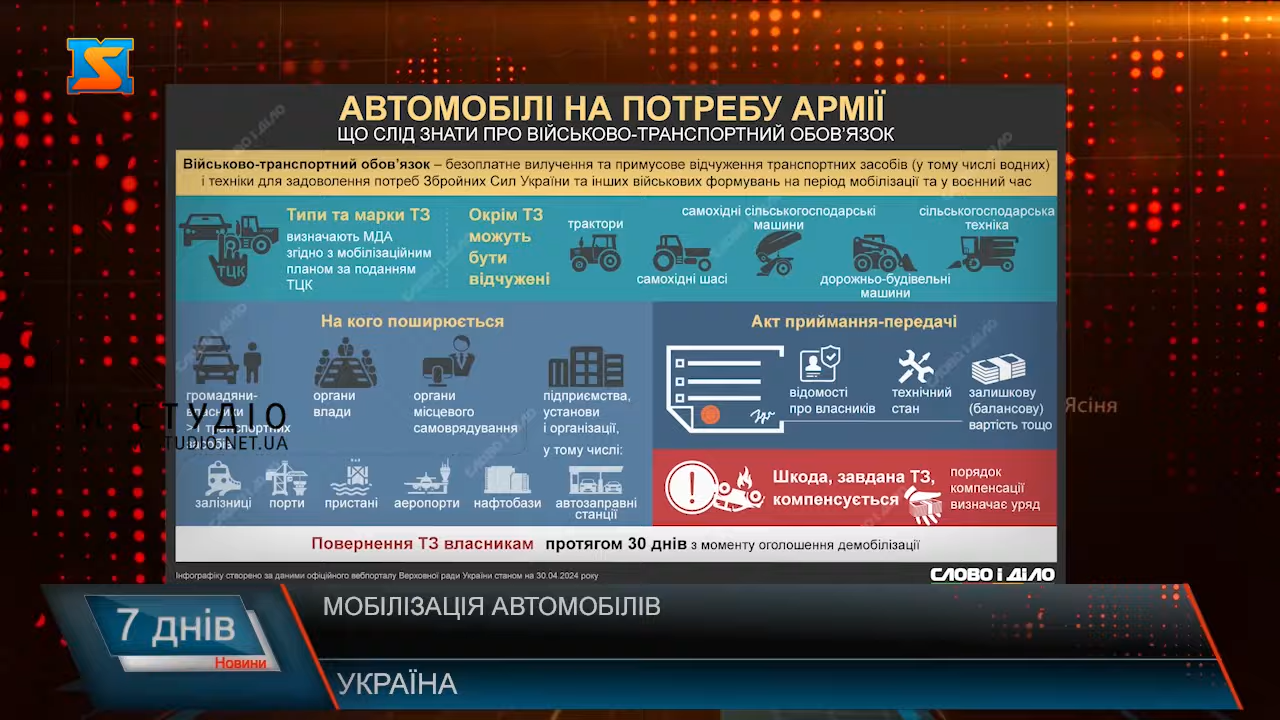 АВТОМОБІЛІ НА ПОТРЕБУ АРМІЇ
ЩО СЛІД ЗНАТИ ПРО ВІЙСЬКОВО-ТРАНСПОРТНИЙ ОБОВ'ЯЗОК
Військово-транспортний обов'язок – безоплатне вилучення та примусове відчуження транспортних засобів (у тому числі водних)
і техніки для задоволення потреб Збройних Сил України та інших військових формувань на період мобілізації та у воєнний час
ТЦК
Типи та марки ТЗ
визначають МДА
згідно з мобілізаційним
планом за поданням
ТЦК
Окрім ТЗ
можуть
бути
відчужені
трактори
самохідні шасі
самохідні сільськогосподарські
машини
дорожньо-будівельні
машини
сільськогосподарська
техніка
На кого поширюється
громадяни-
власники
>1 транспортних
засобів
органи
влади
органи
місцевого
самоврядування
підприємства,
установи
і організації,
у тому числі:
залізниці
порти
пристані
аеропорти
нафтобази
автозаправні
станції
Акт приймання-передачі
відомості
про власників
технічний
стан
залишкову
(балансову)
вартість тощо
Шкода, завдана ТЗ,
компенсується
порядок
компенсації
визначає уряд
Повернення ТЗ власникам протягом 30 днів з моменту оголошення демобілізації
Інфографіку створено за даними офіційного вебпорталу Верховної ради України станом на 30.04.2024 року
СЛОВО І ДІЛО
М СТУДІО
TUDIO.NET.UA
Ясіня
7 днів
Новини
МОБІЛІЗАЦІЯ АВТОМОБІЛІВ
УКРАЇНА